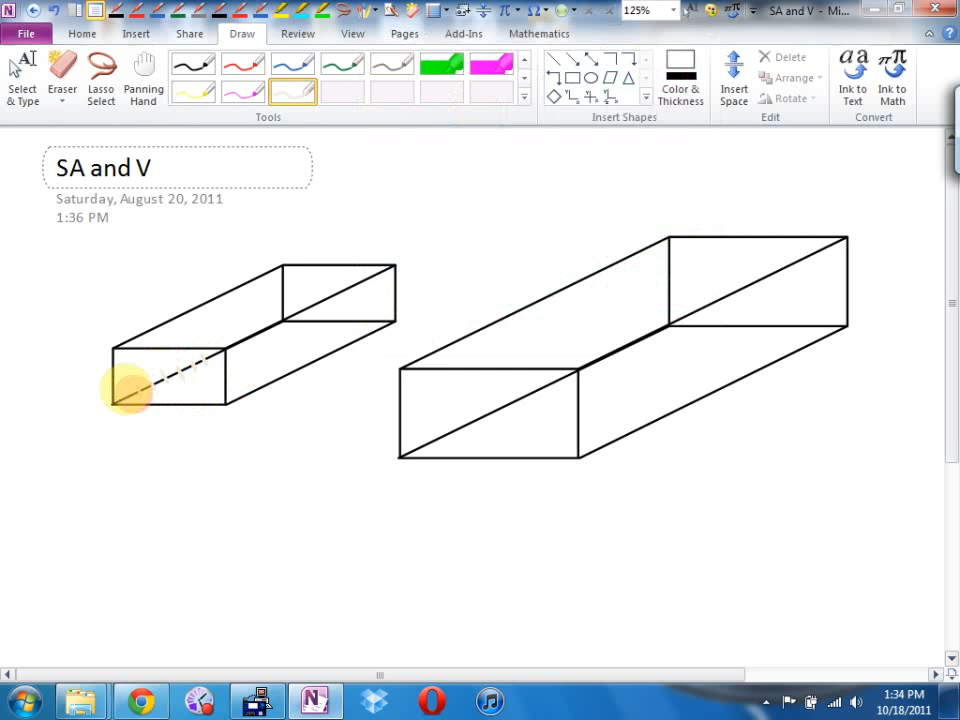 125%
SA and V - Mi...
File
Home
Insert
Share
Draw
Review
View
Pages
Add-Ins
Mathematics
Select & Type
Eraser
Lasso Select
Panning Hand
Tools
Insert Shapes
Color & Thickness
Insert Space
Delete
Arrange
Rotate
Edit
Ink to Text
Ink to Math
Convert
SA and V
Saturday, August 20, 2011
1:36 PM
1:34 PM
10/18/2011